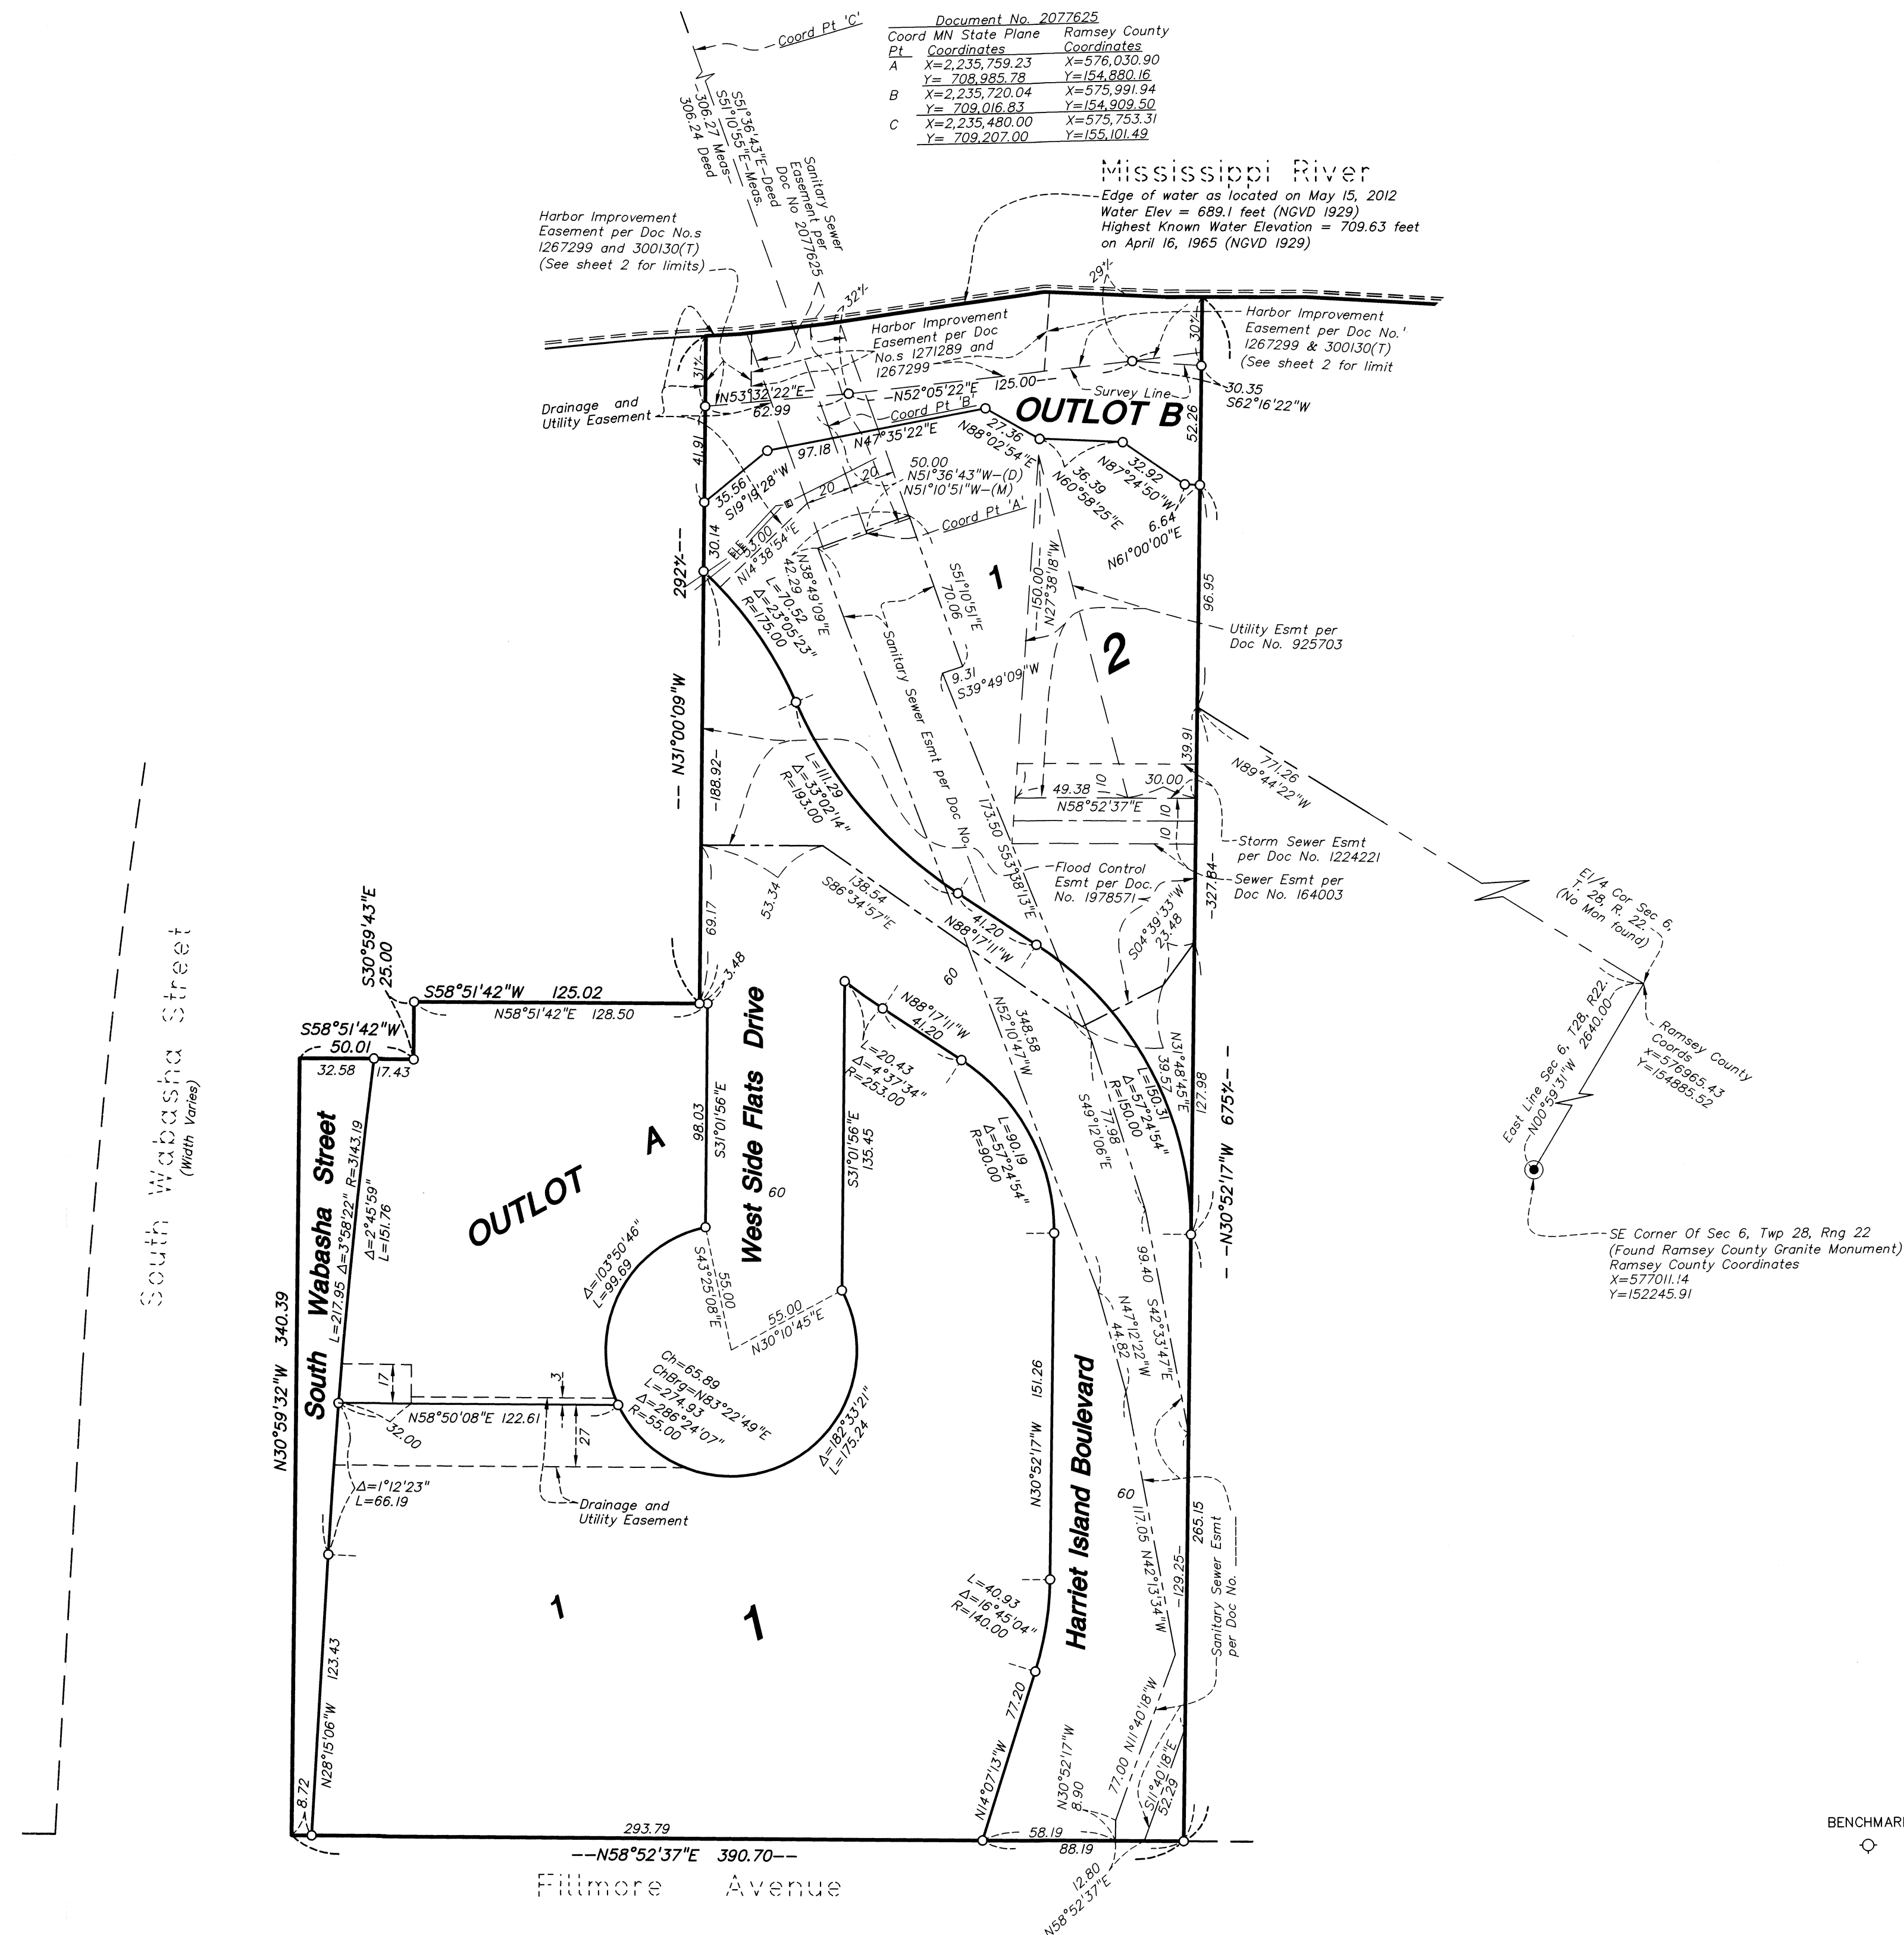 Coord Pt 'C'
Document No. 2077625
Coord MN State Plane Ramsey County
Pt Coordinates Coordinates
A X=2,235,759.23 X=576,030.90
Y= 708,985.78 Y=154,880.16
B X=2,235,720.04 X=575,991.94
Y= 709,016.83 Y=154,909.50
C X=2,235,480.00 X=575,753.31
Y= 709,207.00 Y=155,101.49
S51°36'43"E-Deed
S51°10'55"E-Meas.
-306.27 Meas-
306.24 Deed
Sanitary Sewer
Easement per
Doc No 2077625
Mississippi River
Edge of water as located on May 15, 2012
Water Elev = 689.1 feet (NGVD 1929)
Highest Known Water Elevation = 709.63 feet
on April 16, 1965 (NGVD 1929)
Harbor Improvement
Easement per Doc No.s
1267299 and 300130(T)
(See sheet 2 for limits)
32+/-
29+/-
Harbor Improvement
Easement per Doc
No.s 1271289 and
1267299
Harbor Improvement
Easement per Doc No.'
1267299 & 300130(T)
(See sheet 2 for limit
31+/-
30+/-
Drainage and
Utility Easement
N53°32'22"E
62.99
-N52°05'22"E 125.00-
Survey Line
30.35
S62°16'22"W
Coord Pt 'B'
OUTLOT B
52.26
41.91
97.18 N47°35'22"E
27.36
N88°02'54"E
36.39
N60°58'25"E
32.92
N87°24'50"W
6.64
N61°00'00"E
35.56
S19°19'28"W
20 20
50.00
N51°36'43"W-(D)
N51°10'51"W-(M)
Coord Pt 'A'
30.14
53.00
N14°38'54"E
N38°49'09"E
42.29
L=70.52
Δ=23°05'23"
R=175.00
292+/-
-- N31°00'09"W
S51°10'51"E
70.06
1
-150.00-
N27°38'18"W
96.95
Utility Esmt per
Doc No. 925703
2
9.31
S39°49'09"W
Sanitary Sewer Esmt per Doc No.
-188.92-
L=111.29
Δ=33°02'14"
R=193.00
39.91
771.26
N89°44'22"W
49.38
N58°52'37"E
10
30.00
10
10
173.50 S53°38'13"E
Storm Sewer Esmt
per Doc No. 1224221
Sewer Esmt per
Doc No. 164003
Flood Control
Esmt per Doc.
No. 1978571
-327.84-
E1/4 Cor Sec 6,
T. 28, R. 22.
(No Mon found)
138.54
S86°34'57"E
53.34
69.17
41.20
N88°17'11"W
S04°39'33"W
23.48
S30°59'43"E
25.00
3.48
60
S58°51'42"W 125.02
N58°51'42"E 128.50
S58°51'42"W
50.01
32.58 17.43
West Side Flats Drive
N88°17'11"W
41.20
348.58
N52°10'47"W
N31°48'45"E
39.57
127.98
L=20.43
Δ=4°37'34"
R=253.00
L=150.31
Δ=57°24'54"
R=150.00
77.98
S49°12'06"E
--N30°52'17"W 675+/---
East Line Sec 6, T28, R22.
-N00°59'31"W 2640.00-
Ramsey County
Coords
x=576965.43
Y=154885.52
South Wabasha Street
(Width Varies)
South Wabasha Street
L=217.95 Δ=3°58'22" R=3143.19
Δ=2°45'59"
L=151.76
OUTLOT A
98.03
S31°01'56"E
60
S31°01'56"E
135.45
L=90.19
Δ=57°24'54"
R=90.00
SE Corner Of Sec 6, Twp 28, Rng 22
(Found Ramsey County Granite Monument)
Ramsey County Coordinates
X=577011.14
Y=152245.91
Δ=103°50'46"
L=99.69
55.00
S43°25'08"E
55.00
N30°10'45"E
99.40
S42°33'47"E
N47°12'22"W
44.82
N30°59'32"W 340.39
17
3
Ch=65.89
ChBrg=N83°22'49"E
L=274.93
Δ=286°24'07"
R=55.00
N58°50'08"E 122.61
32.00
27
Δ=182°33'21"
L=175.24
N30°52'17"W 151.26
Harriet Island Boulevard
Δ=1°12'23"
L=66.19
Drainage and
Utility Easement
60
117.05 N42°13'34"W
265.15
-129.25-
Sanitary Sewer Esmt
per Doc No.
L=40.93
Δ=16°45'04"
R=140.00
1
1
123.43
N28°15'06"W
77.20
N14°07'13"W
N30°52'17"W
8.90
77.00 N11°40'18"W
S11°40'18"E
52.29
8.72
293.79
58.19
88.19
--N58°52'37"E 390.70--
12.80
N58°52'37"E
Fillmore Avenue
BENCHMAR